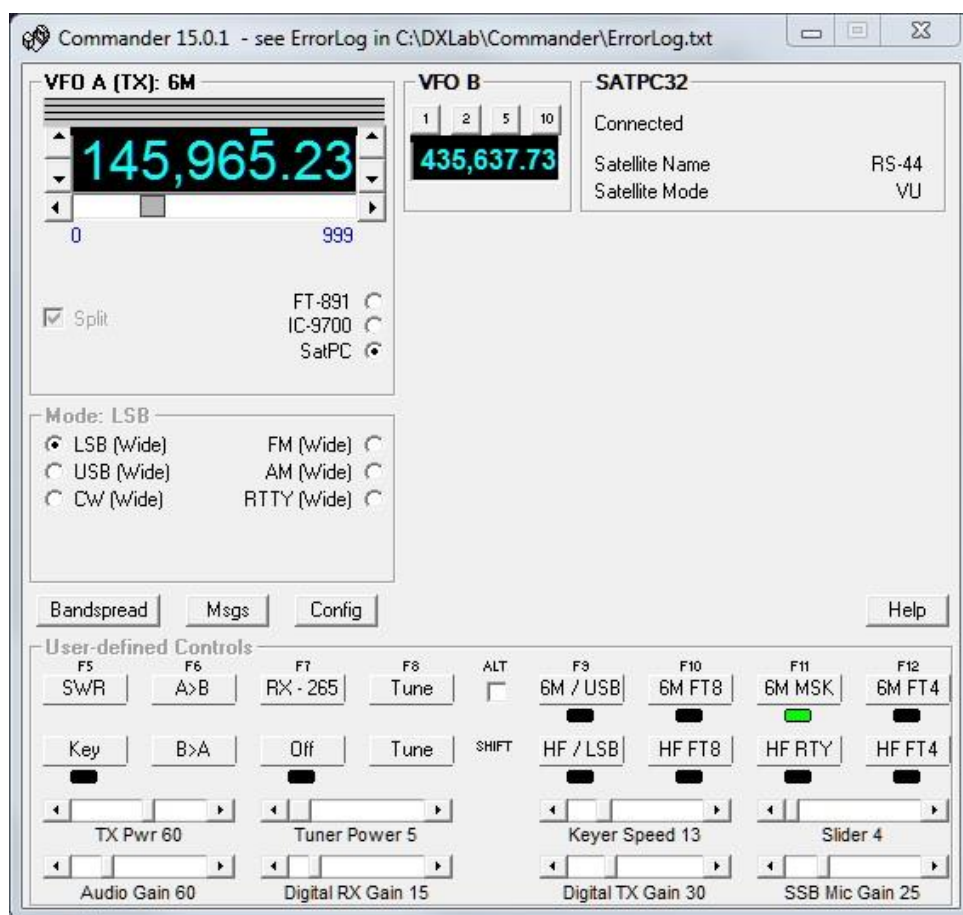 Commander 15.0.1 - see ErrorLog in C:\DXLab\Commander\ErrorLog.txt
VFO A (TX): 6M
145,965.23
0 999
Split
FT-891
IC-9700
SatPC
VFO B
1 2 5 10
435,637.73
SATPC32
Connected
Satellite Name RS-44
Satellite Mode VU
Mode: LSB
LSB (Wide) FM (Wide)
USB (Wide) AM (Wide)
CW (Wide) RTTY (Wide)
Bandspread Msgs Config Help
User-defined Controls
F5 F6 F7 F8 ALT F9 F10 F11 F12
SWR A>B RX - 265 Tune 6M / USB 6M FT8 6M MSK 6M FT4
Key B>A Off Tune SHIFT HF / LSB HF FT8 HF RTY HF FT4
TX Pwr 60 Tuner Power 5 Keyer Speed 13 Slider 4
Audio Gain 60 Digital RX Gain 15 Digital TX Gain 30 SSB Mic Gain 25